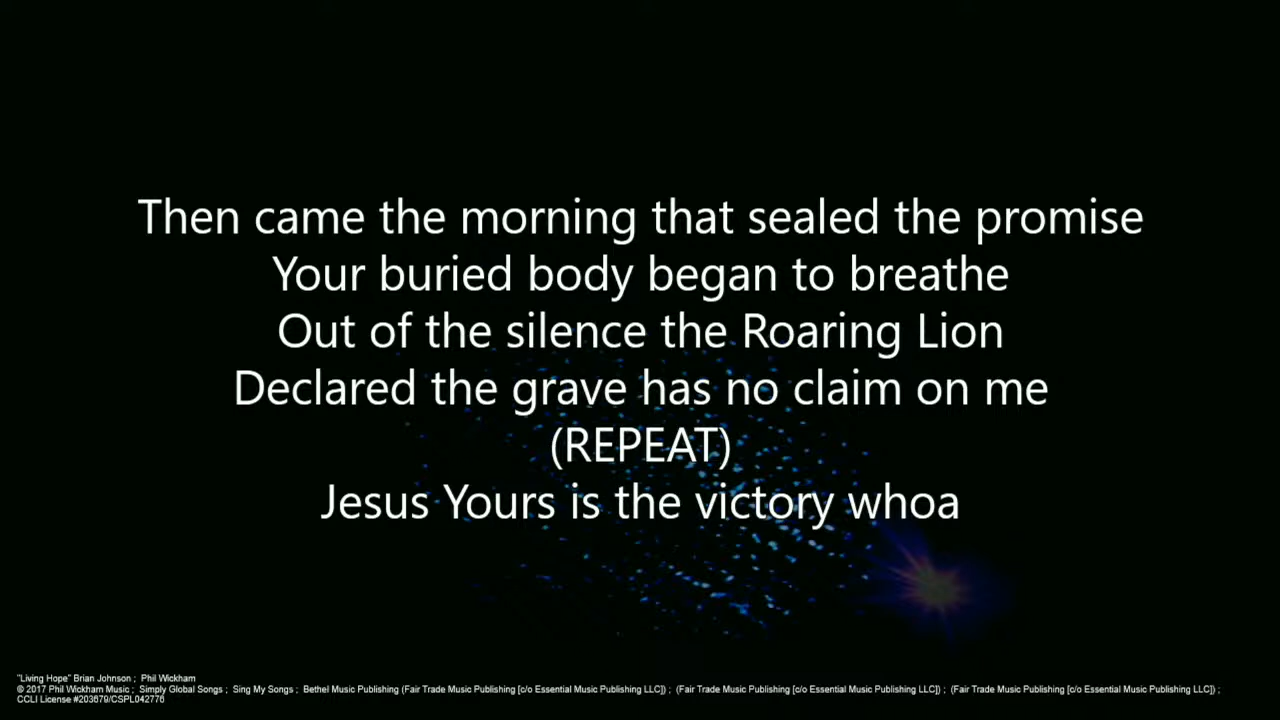 Then came the morning that sealed the promise
Your buried body began to breathe
Out of the silence the Roaring Lion
Declared the grave has no claim on me
(REPEAT)
Jesus Yours is the victory whoa
"Living Hope" Brian Johnson ; Phil Wickham
© 2017 Phil Wickham Music ; Simply Global Songs ; Sing My Songs ; Bethel Music Publishing (Fair Trade Music Publishing [c/o Essential Music Publishing LLC]) ; (Fair Trade Music Publishing [c/o Essential Music Publishing LLC]) ; (Fair Trade Music Publishing [c/o Essential Music Publishing LLC]) ;
CCLI License #203679/CSPL042776